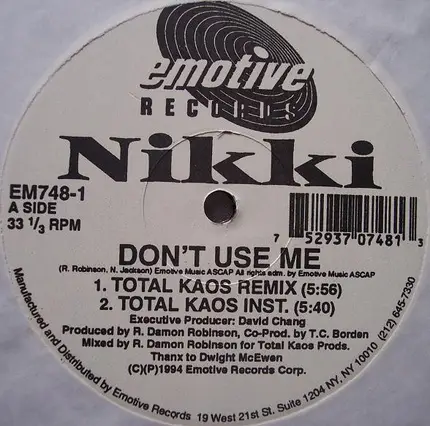 emotive
RECORDS
Nikki
EM748-1
A SIDE
33 1/3 RPM
7 52937 07481 3
DON'T USE ME
(R. Robinson, N. Jackson) Emotive Music ASCAP All rights adm. by Emotive Music ASCAP
1. TOTAL KAOS REMIX (5:56)
2. TOTAL KAOS INST. (5:40)
Executive Producer: David Chang
Produced by R. Damon Robinson, Co-Prod. by T.C. Borden
Mixed by R. Damon Robinson for Total Kaos Prods.
Thanx to Dwight McEwen
(C)(P)1994 Emotive Records Corp.
Manufactured and Distributed by Emotive Records 19 West 21st St. Suite 1204 NY, NY 10010 (212) 645-7330